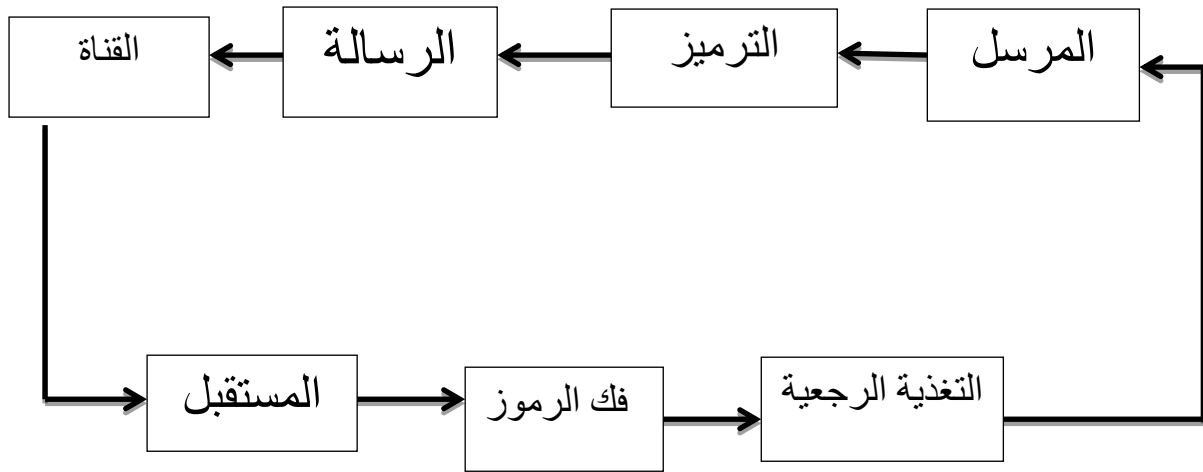 المرسل
الترميز
الرسالة
القناة
المستقبل
فك الرموز
التغذية الرجعية